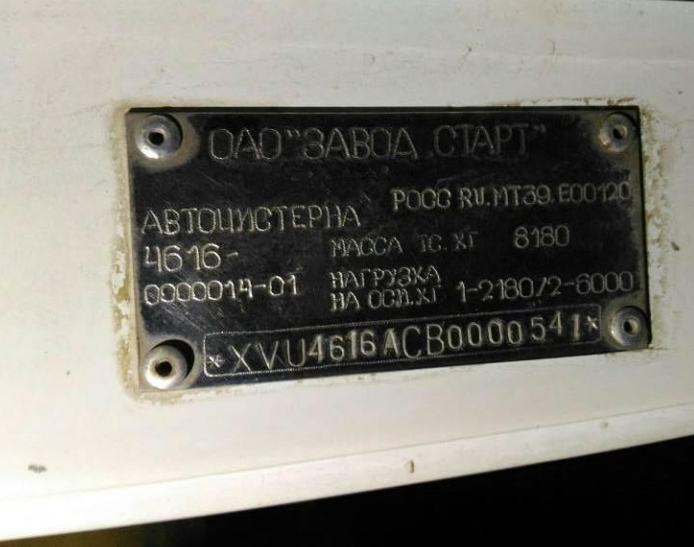 ОАО "ЗАВОД СТАРТ"
РОСС RU.МТ39.Е00120
АВТОЦИСТЕРНА
4616-
0000014-01
МАССА ТС. КГ 8180
НАГРУЗКА
НА ОСИ. КГ 1-2180/2-6000
*XVU4616ACB0000541*